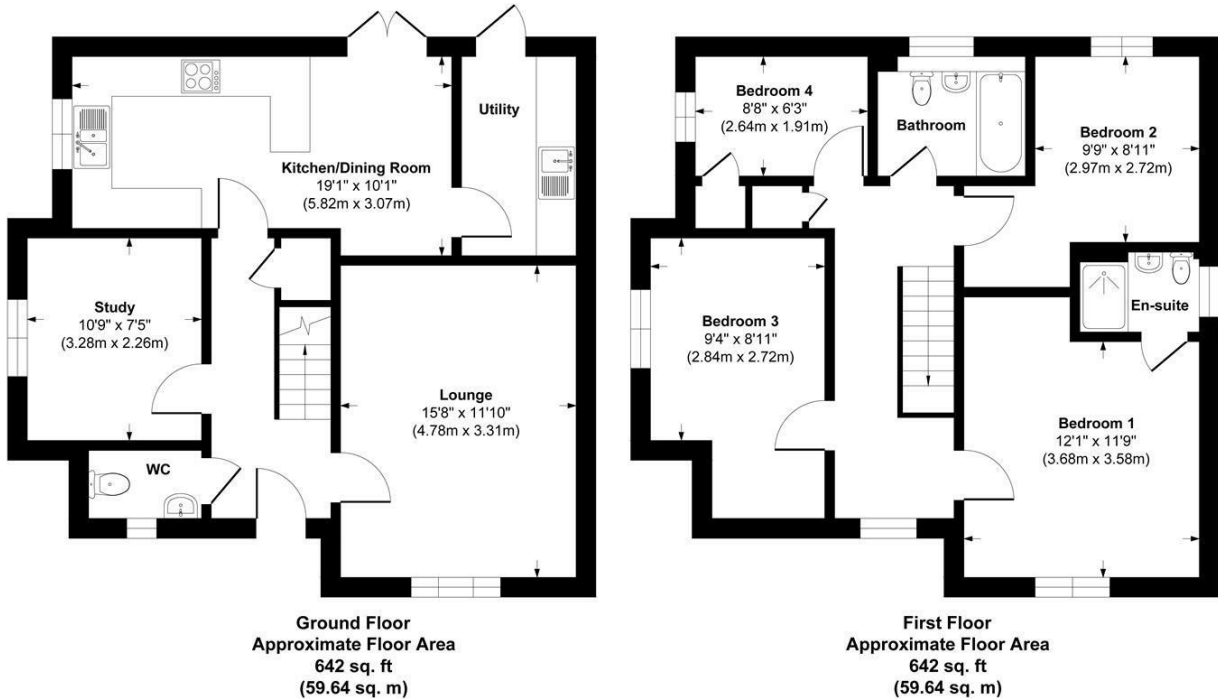 Kitchen/Dining Room
19'1" x 10'1"
(5.82m x 3.07m)
Utility
Study
10'9" x 7'5"
(3.28m x 2.26m)
Lounge
15'8" x 11'10"
(4.78m x 3.31m)
WC
Ground Floor
Approximate Floor Area
642 sq. ft
(59.64 sq. m)
Bedroom 4
8'8" x 6'3"
(2.64m x 1.91m)
Bathroom
Bedroom 2
9'9" x 8'11"
(2.97m x 2.72m)
En-suite
Bedroom 3
9'4" x 8'11"
(2.84m x 2.72m)
Bedroom 1
12'1" x 11'9"
(3.68m x 3.58m)
First Floor
Approximate Floor Area
642 sq. ft
(59.64 sq. m)